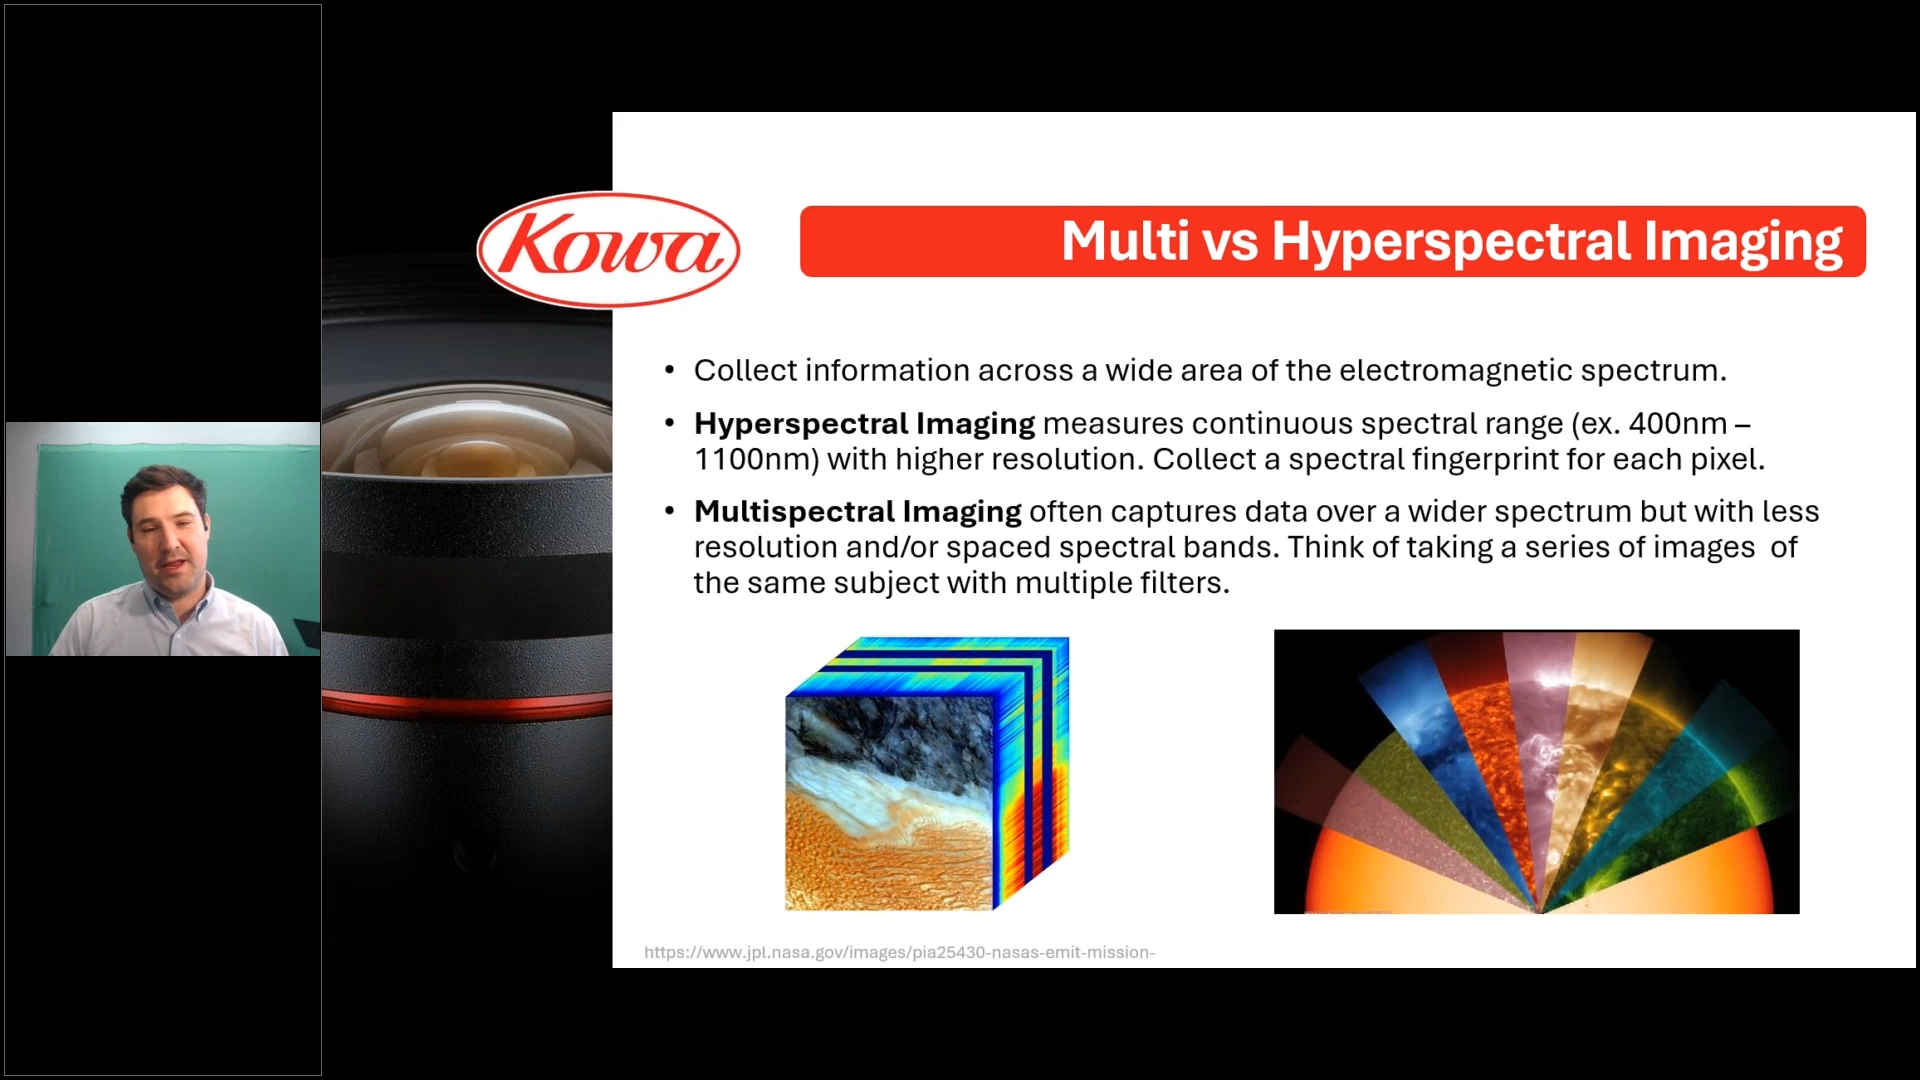 Kowa
Multi vs Hyperspectral Imaging
• Collect information across a wide area of the electromagnetic spectrum.
• Hyperspectral Imaging measures continuous spectral range (ex. 400nm –
1100nm) with higher resolution. Collect a spectral fingerprint for each pixel.
• Multispectral Imaging often captures data over a wider spectrum but with less
resolution and/or spaced spectral bands. Think of taking a series of images  of
the same subject with multiple filters.
https://www.jpl.nasa.gov/images/pia25430-nasas-emit-mission-